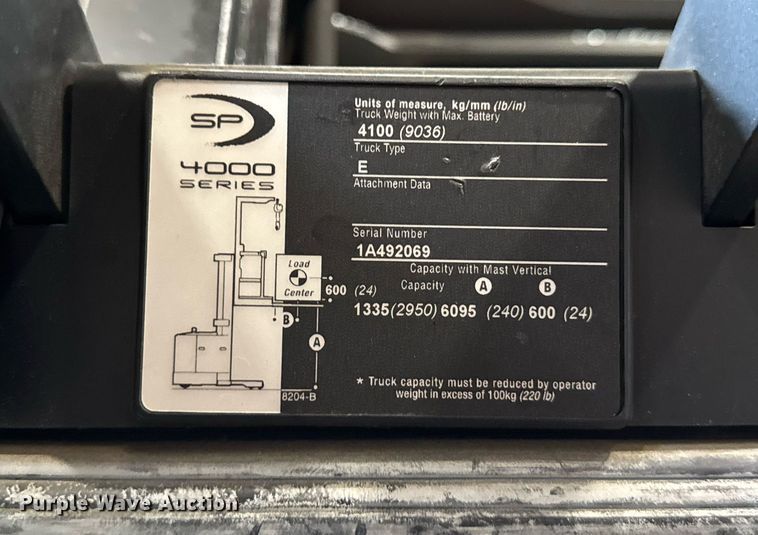 SP
4000
SERIES
Units of measure, kg/mm (lb/in)
Truck Weight with Max. Battery
4100 (9036)
Truck Type
E
Attachment Data
Serial Number
1A492069
Capacity with Mast Vertical
Capacity A B
1335(2950) 6095 (240) 600 (24)
Load
Center
600 (24)
B
A
8204-B
* Truck capacity must be reduced by operator
weight in excess of 100kg (220 lb)
Purple Wave Auction